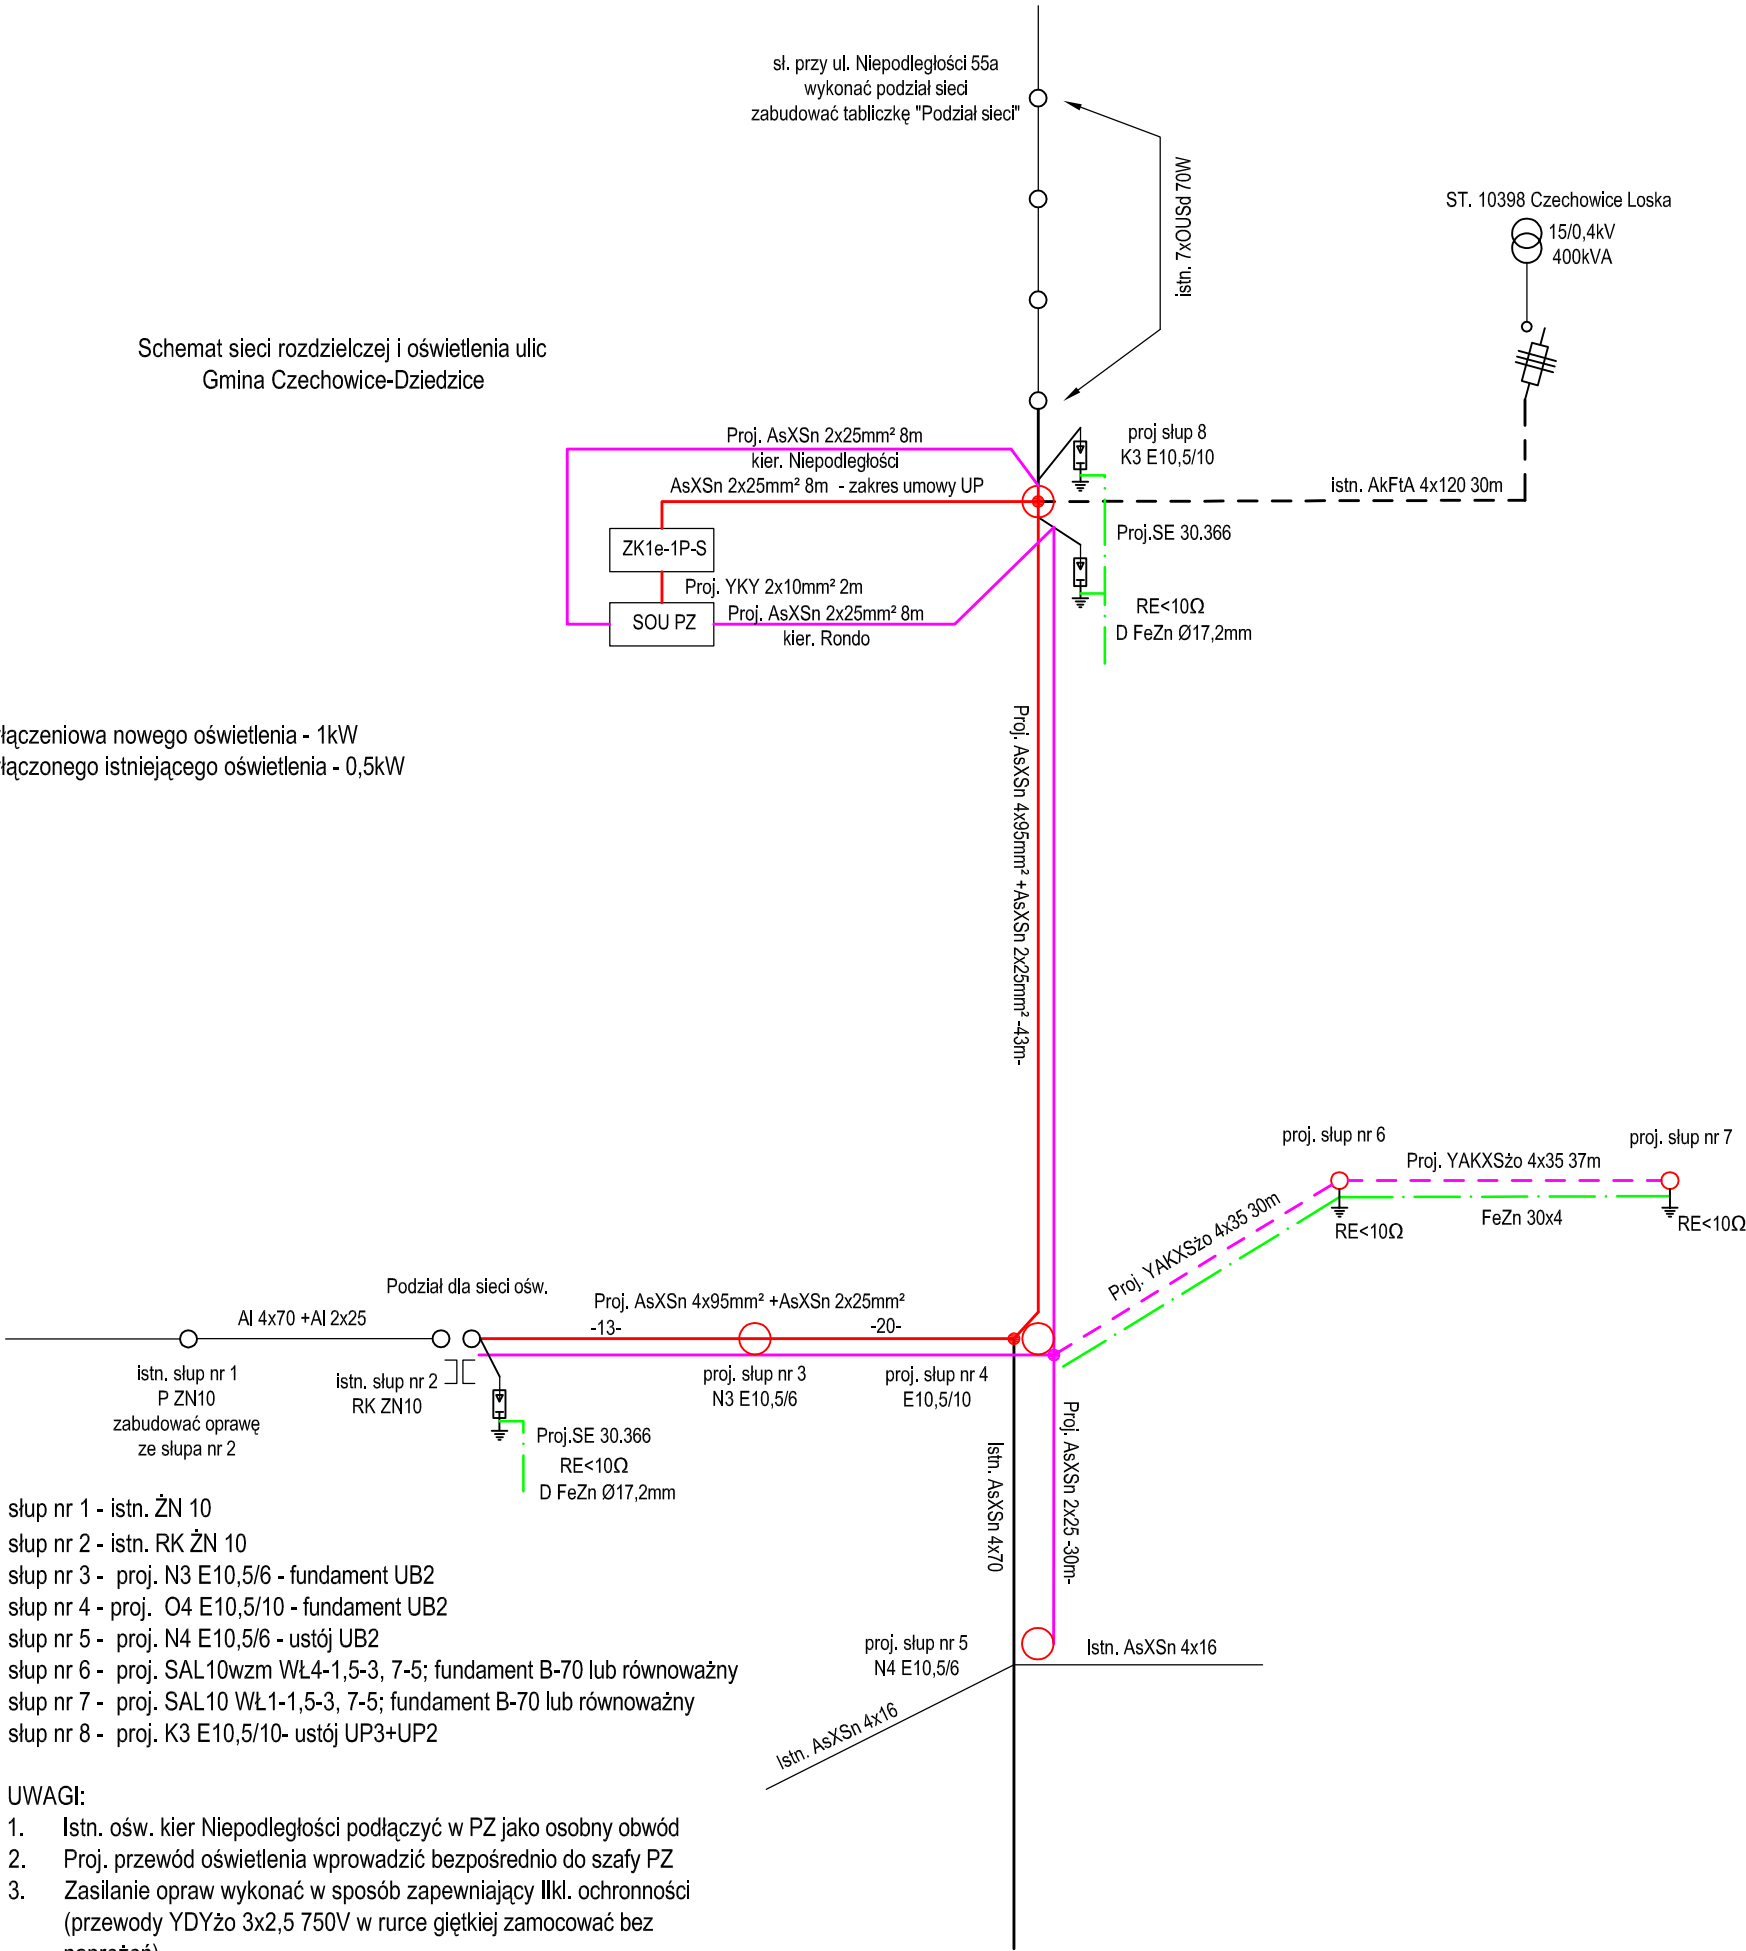 sł. przy ul. Niepodległości 55a
wykonać podział sieci
zabudować tabliczkę "Podział sieci"
istn. 7xOUSd 70W
ST. 10398 Czechowice Loska
15/0,4kV
400kVA
Schemat sieci rozdzielczej i oświetlenia ulic
Gmina Czechowice-Dziedzice
Proj. AsXSn 2x25mm² 8m
kier. Niepodległości
AsXSn 2x25mm² 8m - zakres umowy UP
proj słup 8
K3 E10,5/10
istn. AkFtA 4x120 30m
ZK1e-1P-S
Proj. YKY 2x10mm² 2m
SOU PZ
Proj. AsXSn 2x25mm² 8m
kier. Rondo
Proj.SE 30.366
RE<10Ω
D FeZn Ø17,2mm
łączeniowa nowego oświetlenia - 1kW
łączonego istniejącego oświetlenia - 0,5kW
Proj. AsXSn 4x95mm² +AsXSn 2x25mm² -43m-
proj. słup nr 6
proj. słup nr 7
Proj. YAKXSżo 4x35 37m
Proj. YAKXSżo 4x35 30m
RE<10Ω
FeZn 30x4
RE<10Ω
Podział dla sieci ośw.
Al 4x70 +Al 2x25
Proj. AsXSn 4x95mm² +AsXSn 2x25mm²
-13-
-20-
istn. słup nr 1
P ZN10
zabudować oprawę
ze słupa nr 2
istn. słup nr 2
RK ZN10
proj. słup nr 3
N3 E10,5/6
proj. słup nr 4
E10,5/10
Proj.SE 30.366
RE<10Ω
D FeZn Ø17,2mm
Istn. AsXSn 4x70
Proj. AsXSn 2x25 -30m-
słup nr 1 - istn. ŻN 10
słup nr 2 - istn. RK ŻN 10
słup nr 3 - proj. N3 E10,5/6 - fundament UB2
słup nr 4 - proj. O4 E10,5/10 - fundament UB2
słup nr 5 - proj. N4 E10,5/6 - ustój UB2
słup nr 6 - proj. SAL10wzm WŁ4-1,5-3, 7-5; fundament B-70 lub równoważny
słup nr 7 - proj. SAL10 WŁ1-1,5-3, 7-5; fundament B-70 lub równoważny
słup nr 8 - proj. K3 E10,5/10- ustój UP3+UP2
proj. słup nr 5
N4 E10,5/6
Istn. AsXSn 4x16
Istn. AsXSn 4x16
UWAGI:
1. Istn. ośw. kier Niepodległości podłączyć w PZ jako osobny obwód
2. Proj. przewód oświetlenia wprowadzić bezpośrednio do szafy PZ
3. Zasilanie opraw wykonać w sposób zapewniający IIkl. ochronności
(przewody YDYżo 3x2,5 750V w rurce giętkiej zamocować bez